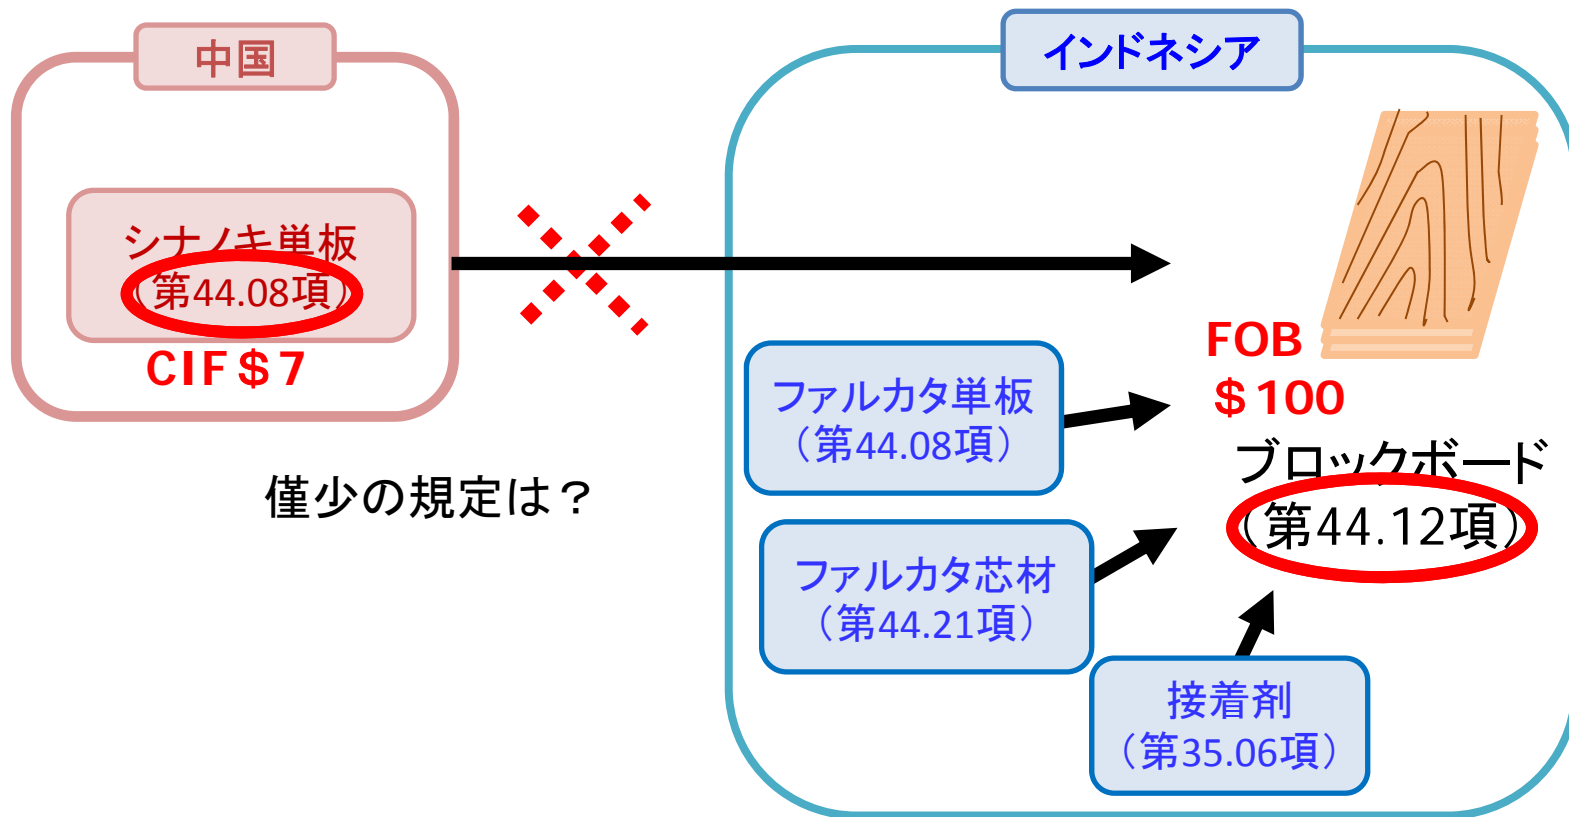 中国
インドネシア
シナノキ単板
（第44.08項）
CIF＄7
FOB
＄100
ファルカタ単板
（第44.08項）
ブロックボード
（第44.12項）
僅少の規定は？
ファルカタ芯材
（第44.21項）
接着剤
（第35.06項）